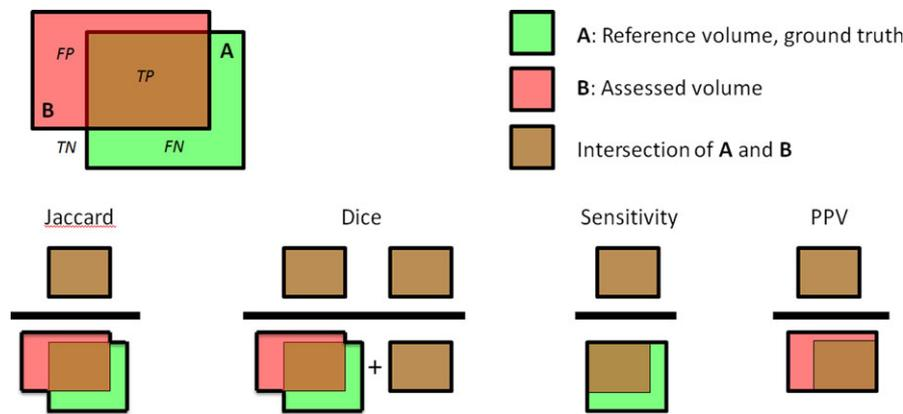 FP
TP
A
B
TN
FN
A: Reference volume, ground truth
B: Assessed volume
Intersection of A and B
Jaccard
Dice
Sensitivity
PPV
+